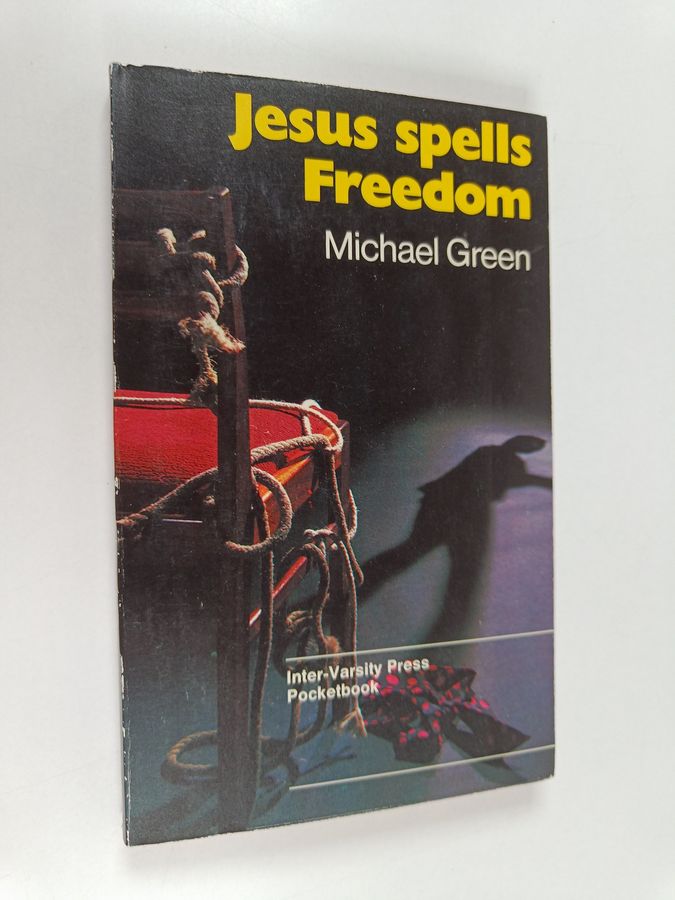 Jesus spells
Freedom
Michael Green
Inter-Varsity Press
Pocketbook